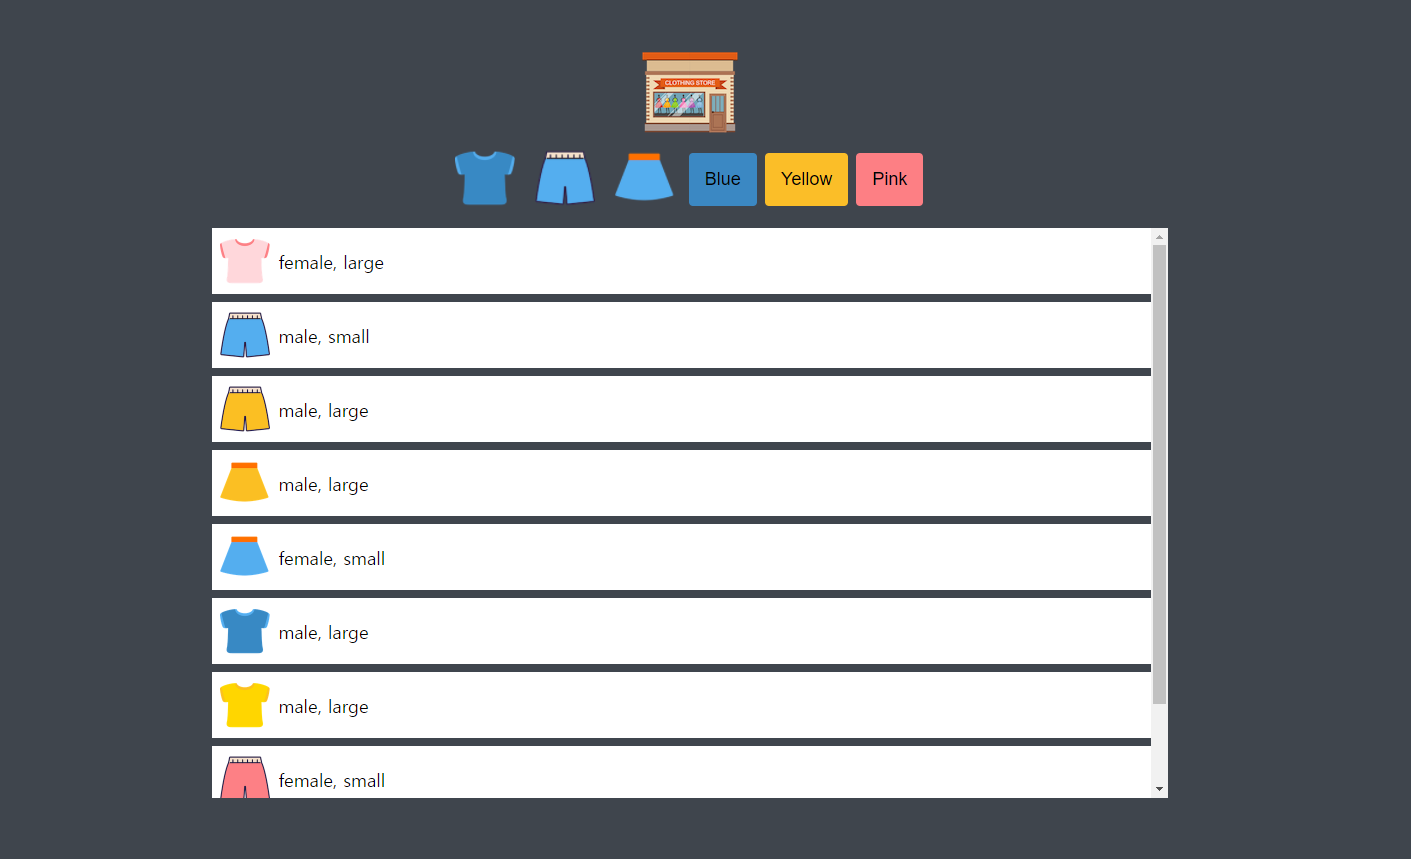 CLOTHING STORE
Blue
Yellow
Pink
female, large
male, small
male, large
male, large
female, small
male, large
male, large
female, small